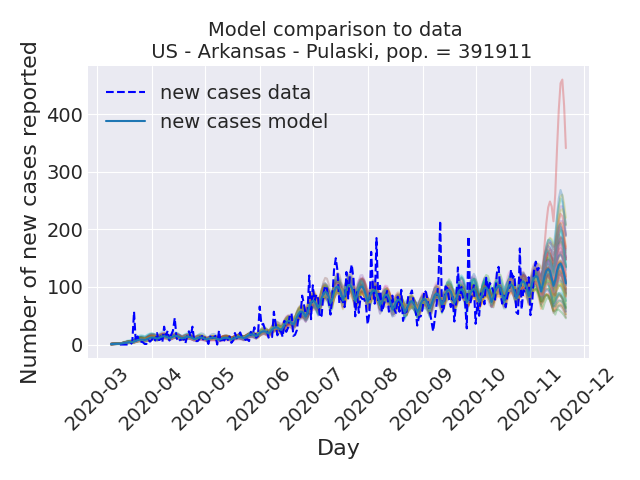 Model comparison to data
US - Arkansas - Pulaski, pop. = 391911
Number of new cases reported
400
300
200
100
0
new cases data
new cases model
2020-03
2020-04
2020-05
2020-06
2020-07
2020-08
2020-09
2020-10
2020-11
2020-12
Day